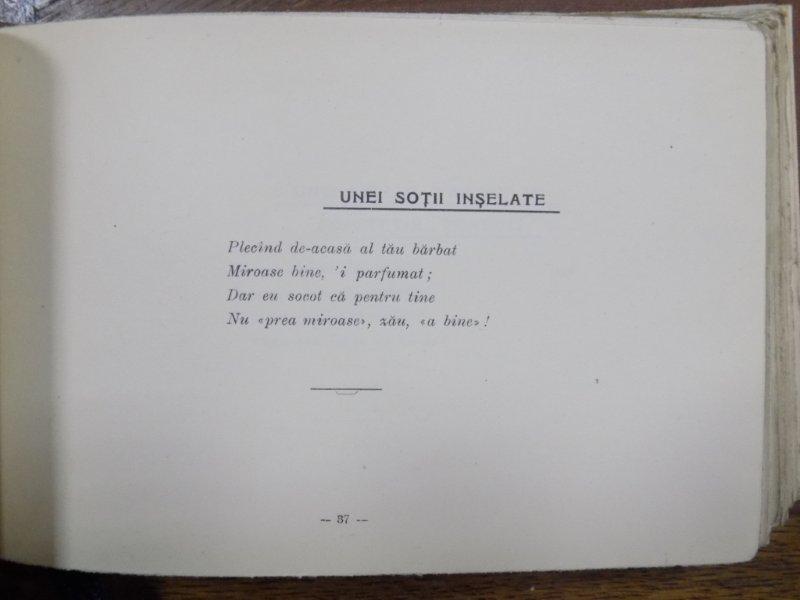 UNEI SOȚII INȘELATE
Plecînd de-acasă al tău bărbat
Miroase bine, 'i parfumat ;
Dar eu socot că pentru tine
Nu «prea miroase», zău, «a bine» !
— 37 —